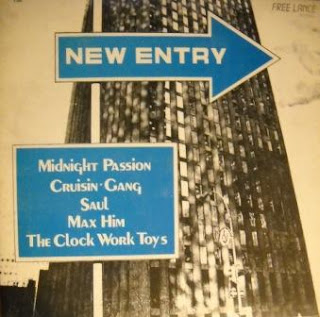 FREE LANCE
NEW ENTRY
Midnight Passion
Cruisin·Gang
Saul
Max Him
The Clock Work Toys